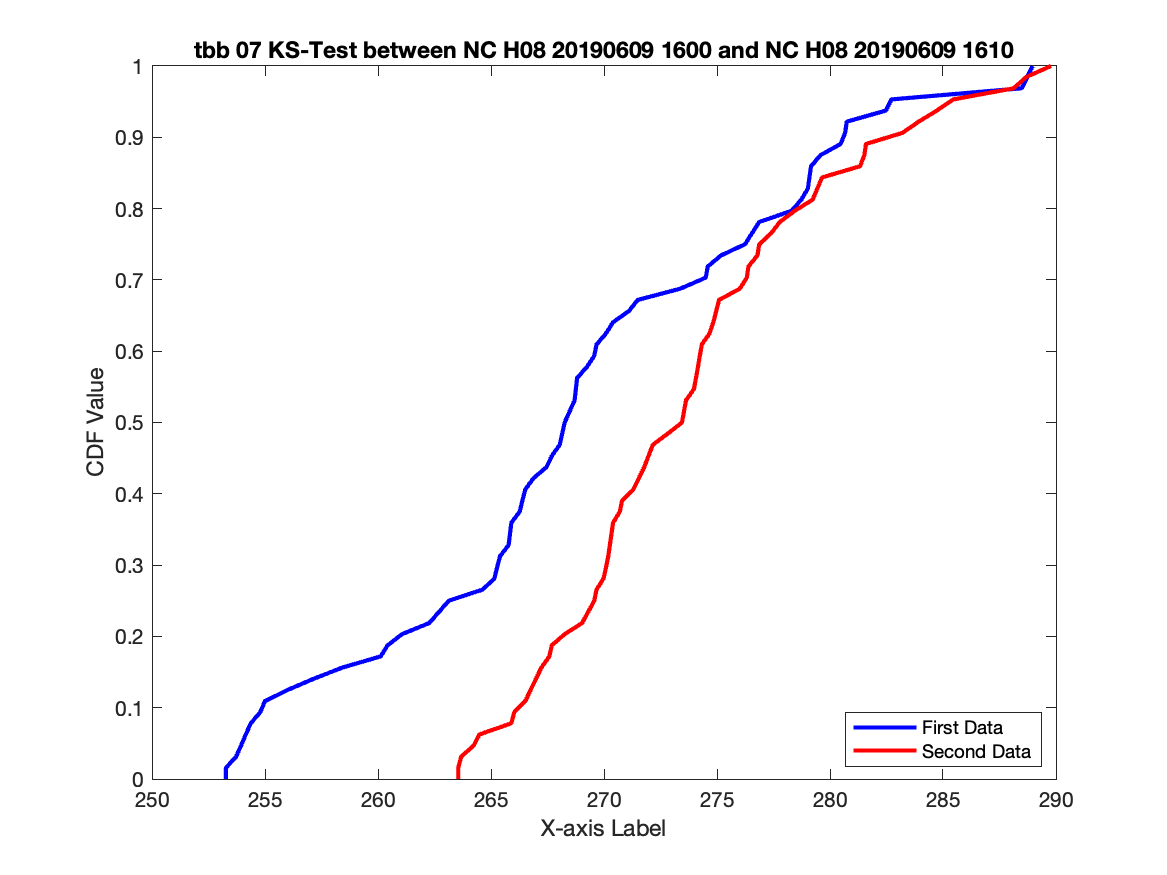 tbb 07 KS-Test between NC H08 20190609 1600 and NC H08 20190609 1610
1
0.9
0.8
0.7
0.6
0.5
0.4
0.3
0.2
0.1
0
CDF Value
First Data
Second Data
250 255 260 265 270 275 280 285 290
X-axis Label